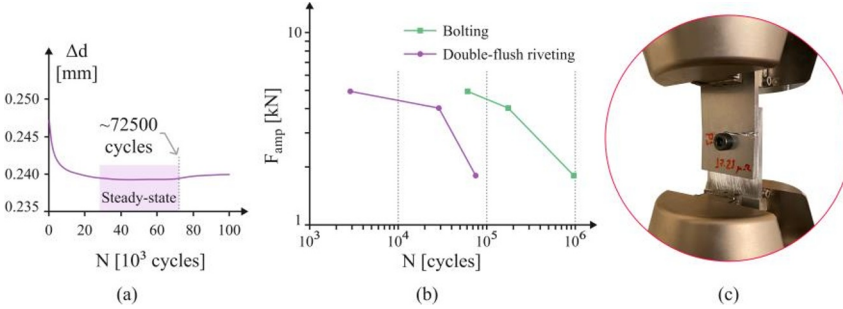 Δd
[mm]
0.250
0.245
0.240
0.235
~72500
cycles
Steady-state
0 20 40 60 80 100
N [10³ cycles]
(a)
Bolting
Double-flush riveting
10
F_amp [kN]
1
10³ 10⁴ 10⁵ 10⁶
N [cycles]
(b)
(c)